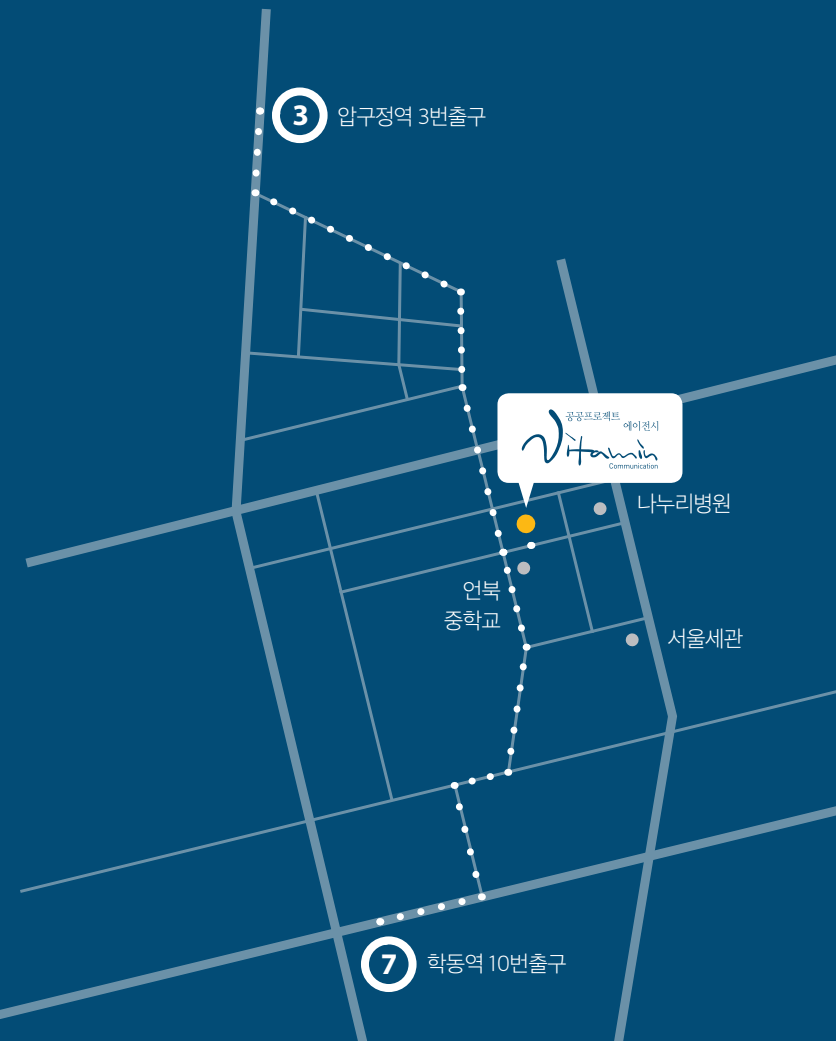 3 압구정역 3번출구
공공프로젝트
에이전시
Vitamin
Communication
나누리병원
언북
중학교
서울세관
7 학동역 10번출구